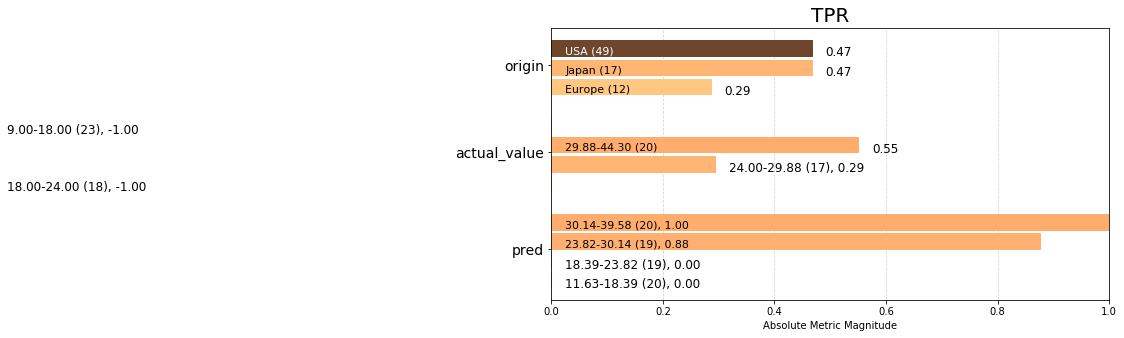 TPR
origin
USA (49)
0.47
Japan (17)
0.47
Europe (12)
0.29
9.00-18.00 (23), -1.00
actual_value
29.88-44.30 (20)
0.55
24.00-29.88 (17), 0.29
18.00-24.00 (18), -1.00
pred
30.14-39.58 (20), 1.00
23.82-30.14 (19), 0.88
18.39-23.82 (19), 0.00
11.63-18.39 (20), 0.00
0.0
0.2
0.4
0.6
0.8
1.0
Absolute Metric Magnitude